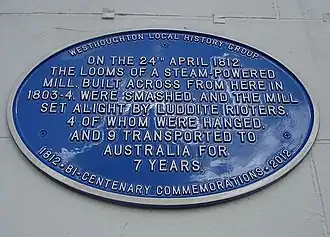 WESTHOUGHTON LOCAL HISTORY GROUP
ON THE 24TH APRIL 1812,
THE LOOMS OF A STEAM-POWERED
MILL, BUILT ACROSS FROM HERE IN
1803-4, WERE SMASHED, AND THE MILL
SET ALIGHT BY LUDDITE RIOTERS,
4 OF WHOM WERE HANGED,
AND 9 TRANSPORTED TO
AUSTRALIA FOR
7 YEARS.
1812 · BI-CENTENARY COMMEMORATIONS · 2012